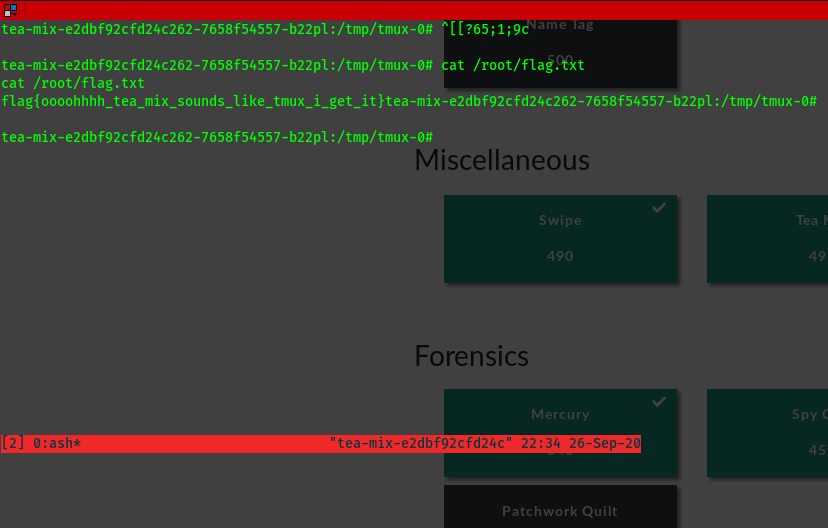 tea-mix-e2dbf92cfd24c262-7658f54557-b22pl:/tmp/tmux-0# ^[[?65;1;9c
Name Tag
500
tea-mix-e2dbf92cfd24c262-7658f54557-b22pl:/tmp/tmux-0# cat /root/flag.txt
cat /root/flag.txt
flag{oooohhhh_tea_mix_sounds_like_tmux_i_get_it}tea-mix-e2dbf92cfd24c262-7658f54557-b22pl:/tmp/tmux-0#
tea-mix-e2dbf92cfd24c262-7658f54557-b22pl:/tmp/tmux-0#
Miscellaneous
Swipe
Tea M
490
49
Forensics
Mercury
Spy
[2] 0:ash* "tea-mix-e2dbf92cfd24c" 22:34 26-Sep-20
45
Patchwork Quilt